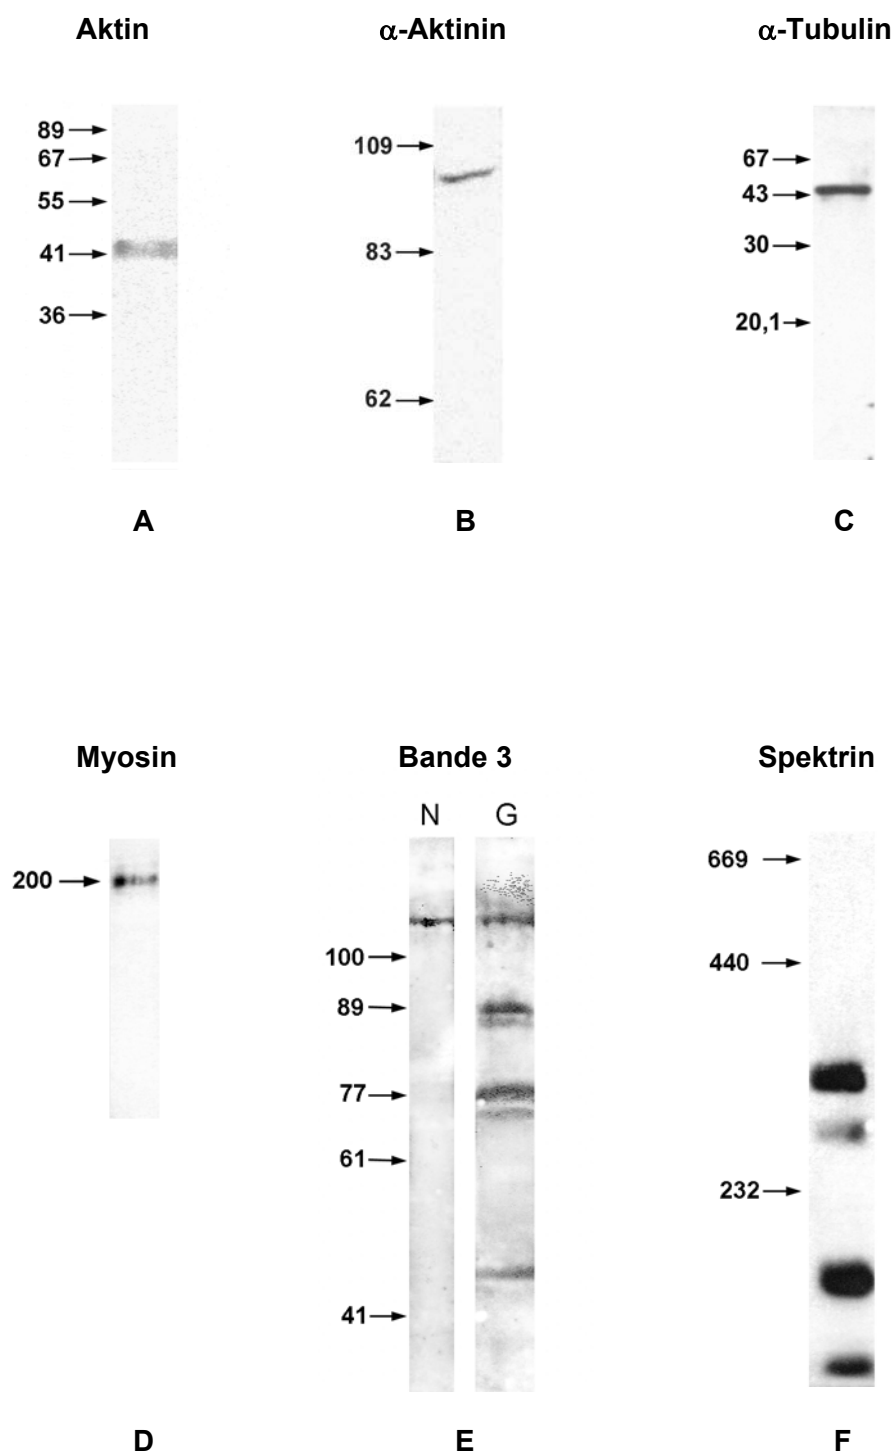 Aktin
α-Aktinin
α-Tubulin
89
67
55
41
36
109
83
62
67
43
30
20,1
A
B
C
Myosin
Bande 3
Spektrin
N G
200
100
89
77
61
41
669
440
232
D
E
F